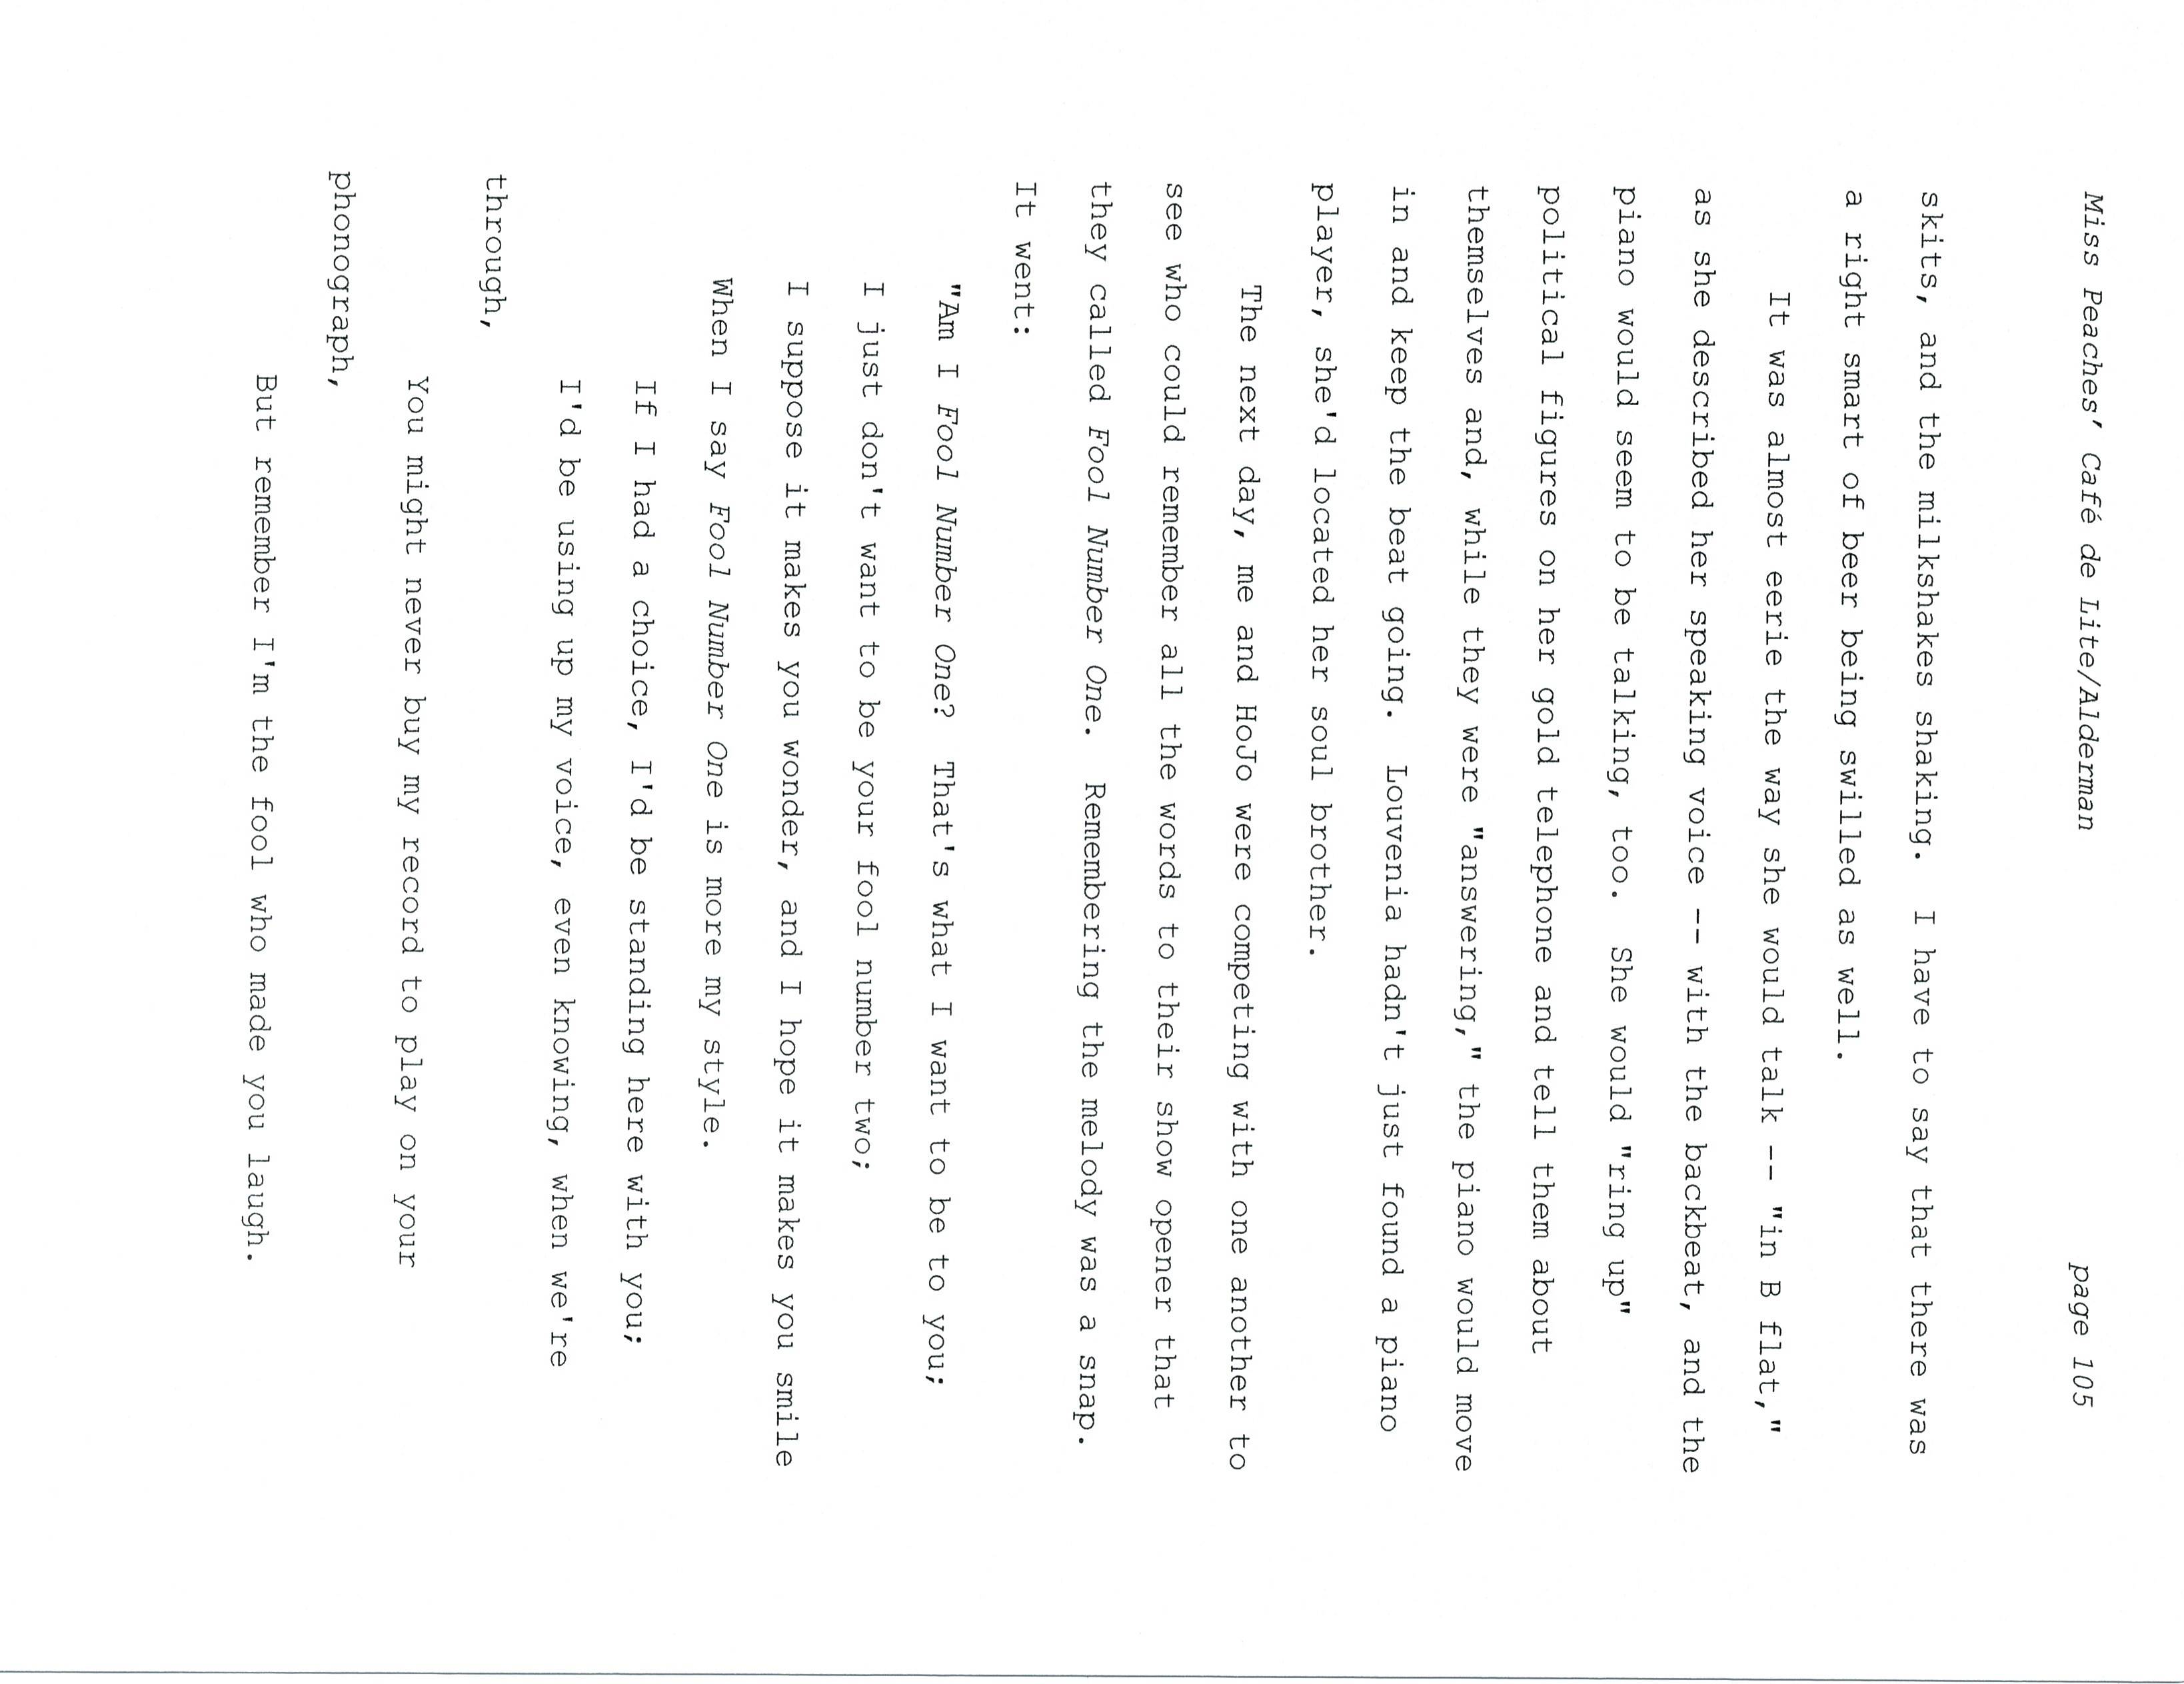 Miss Peaches' Café de Lite/Alderman page 105
skits, and the milkshakes shaking.  I have to say that there was
a right smart of beer being swilled as well.
It was almost eerie the way she would talk -- "in B flat,"
as she described her speaking voice -- with the backbeat, and the
piano would seem to be talking, too.  She would "ring up"
political figures on her gold telephone and tell them about
themselves and, while they were "answering," the piano would move
in and keep the beat going.  Louvenia hadn't just found a piano
player, she'd located her soul brother.
The next day, me and HoJo were competing with one another to
see who could remember all the words to their show opener that
they called Fool Number One.  Remembering the melody was a snap.
It went:
"Am I Fool Number One?  That's what I want to be to you;
I just don't want to be your fool number two;
I suppose it makes you wonder, and I hope it makes you smile
When I say Fool Number One is more my style.
If I had a choice, I'd be standing here with you;
I'd be using up my voice, even knowing, when we're
through,
You might never buy my record to play on your
phonograph,
But remember I'm the fool who made you laugh.